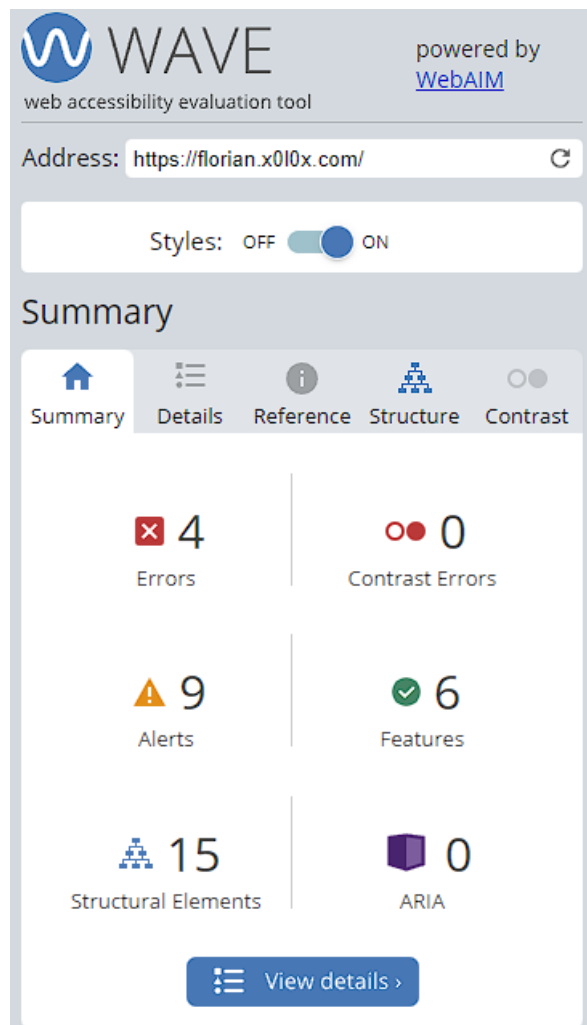 WAVE
powered by
WebAIM
web accessibility evaluation tool
Address: https://florian.x0l0x.com/
Styles: OFF ON
Summary
Summary Details Reference Structure Contrast
4 0
Errors Contrast Errors
9 6
Alerts Features
15 0
Structural Elements ARIA
View details ›